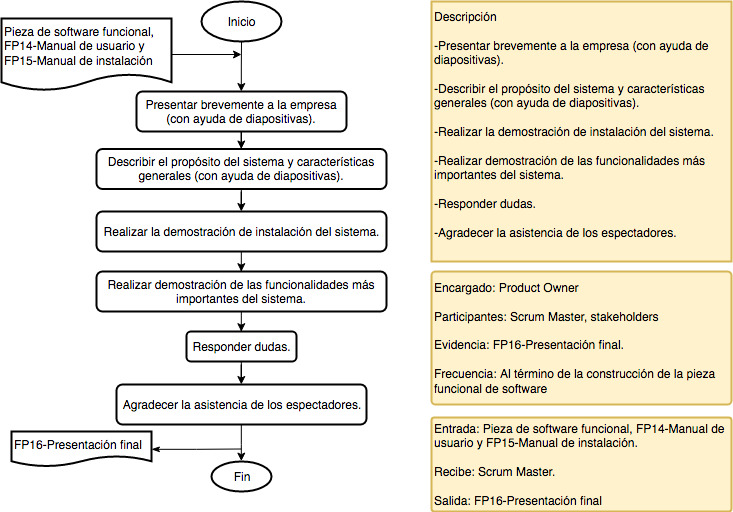 Inicio
Pieza de software funcional,
FP14-Manual de usuario y
FP15-Manual de instalación
Presentar brevemente a la empresa
(con ayuda de diapositivas).
Describir el propósito del sistema y características
generales (con ayuda de diapositivas).
Realizar la demostración de instalación del sistema.
Realizar demostración de las funcionalidades más
importantes del sistema.
Responder dudas.
Agradecer la asistencia de los espectadores.
FP16-Presentación final
Fin
Descripción
-Presentar brevemente a la empresa (con ayuda de
diapositivas).
-Describir el propósito del sistema y características
generales (con ayuda de diapositivas).
-Realizar la demostración de instalación del sistema.
-Realizar demostración de las funcionalidades más
importantes del sistema.
-Responder dudas.
-Agradecer la asistencia de los espectadores.
Encargado: Product Owner
Participantes: Scrum Master, stakeholders
Evidencia: FP16-Presentación final.
Frecuencia: Al término de la construcción de la pieza
funcional de software
Entrada: Pieza de software funcional, FP14-Manual de
usuario y FP15-Manual de instalación.
Recibe: Scrum Master.
Salida: FP16-Presentación final